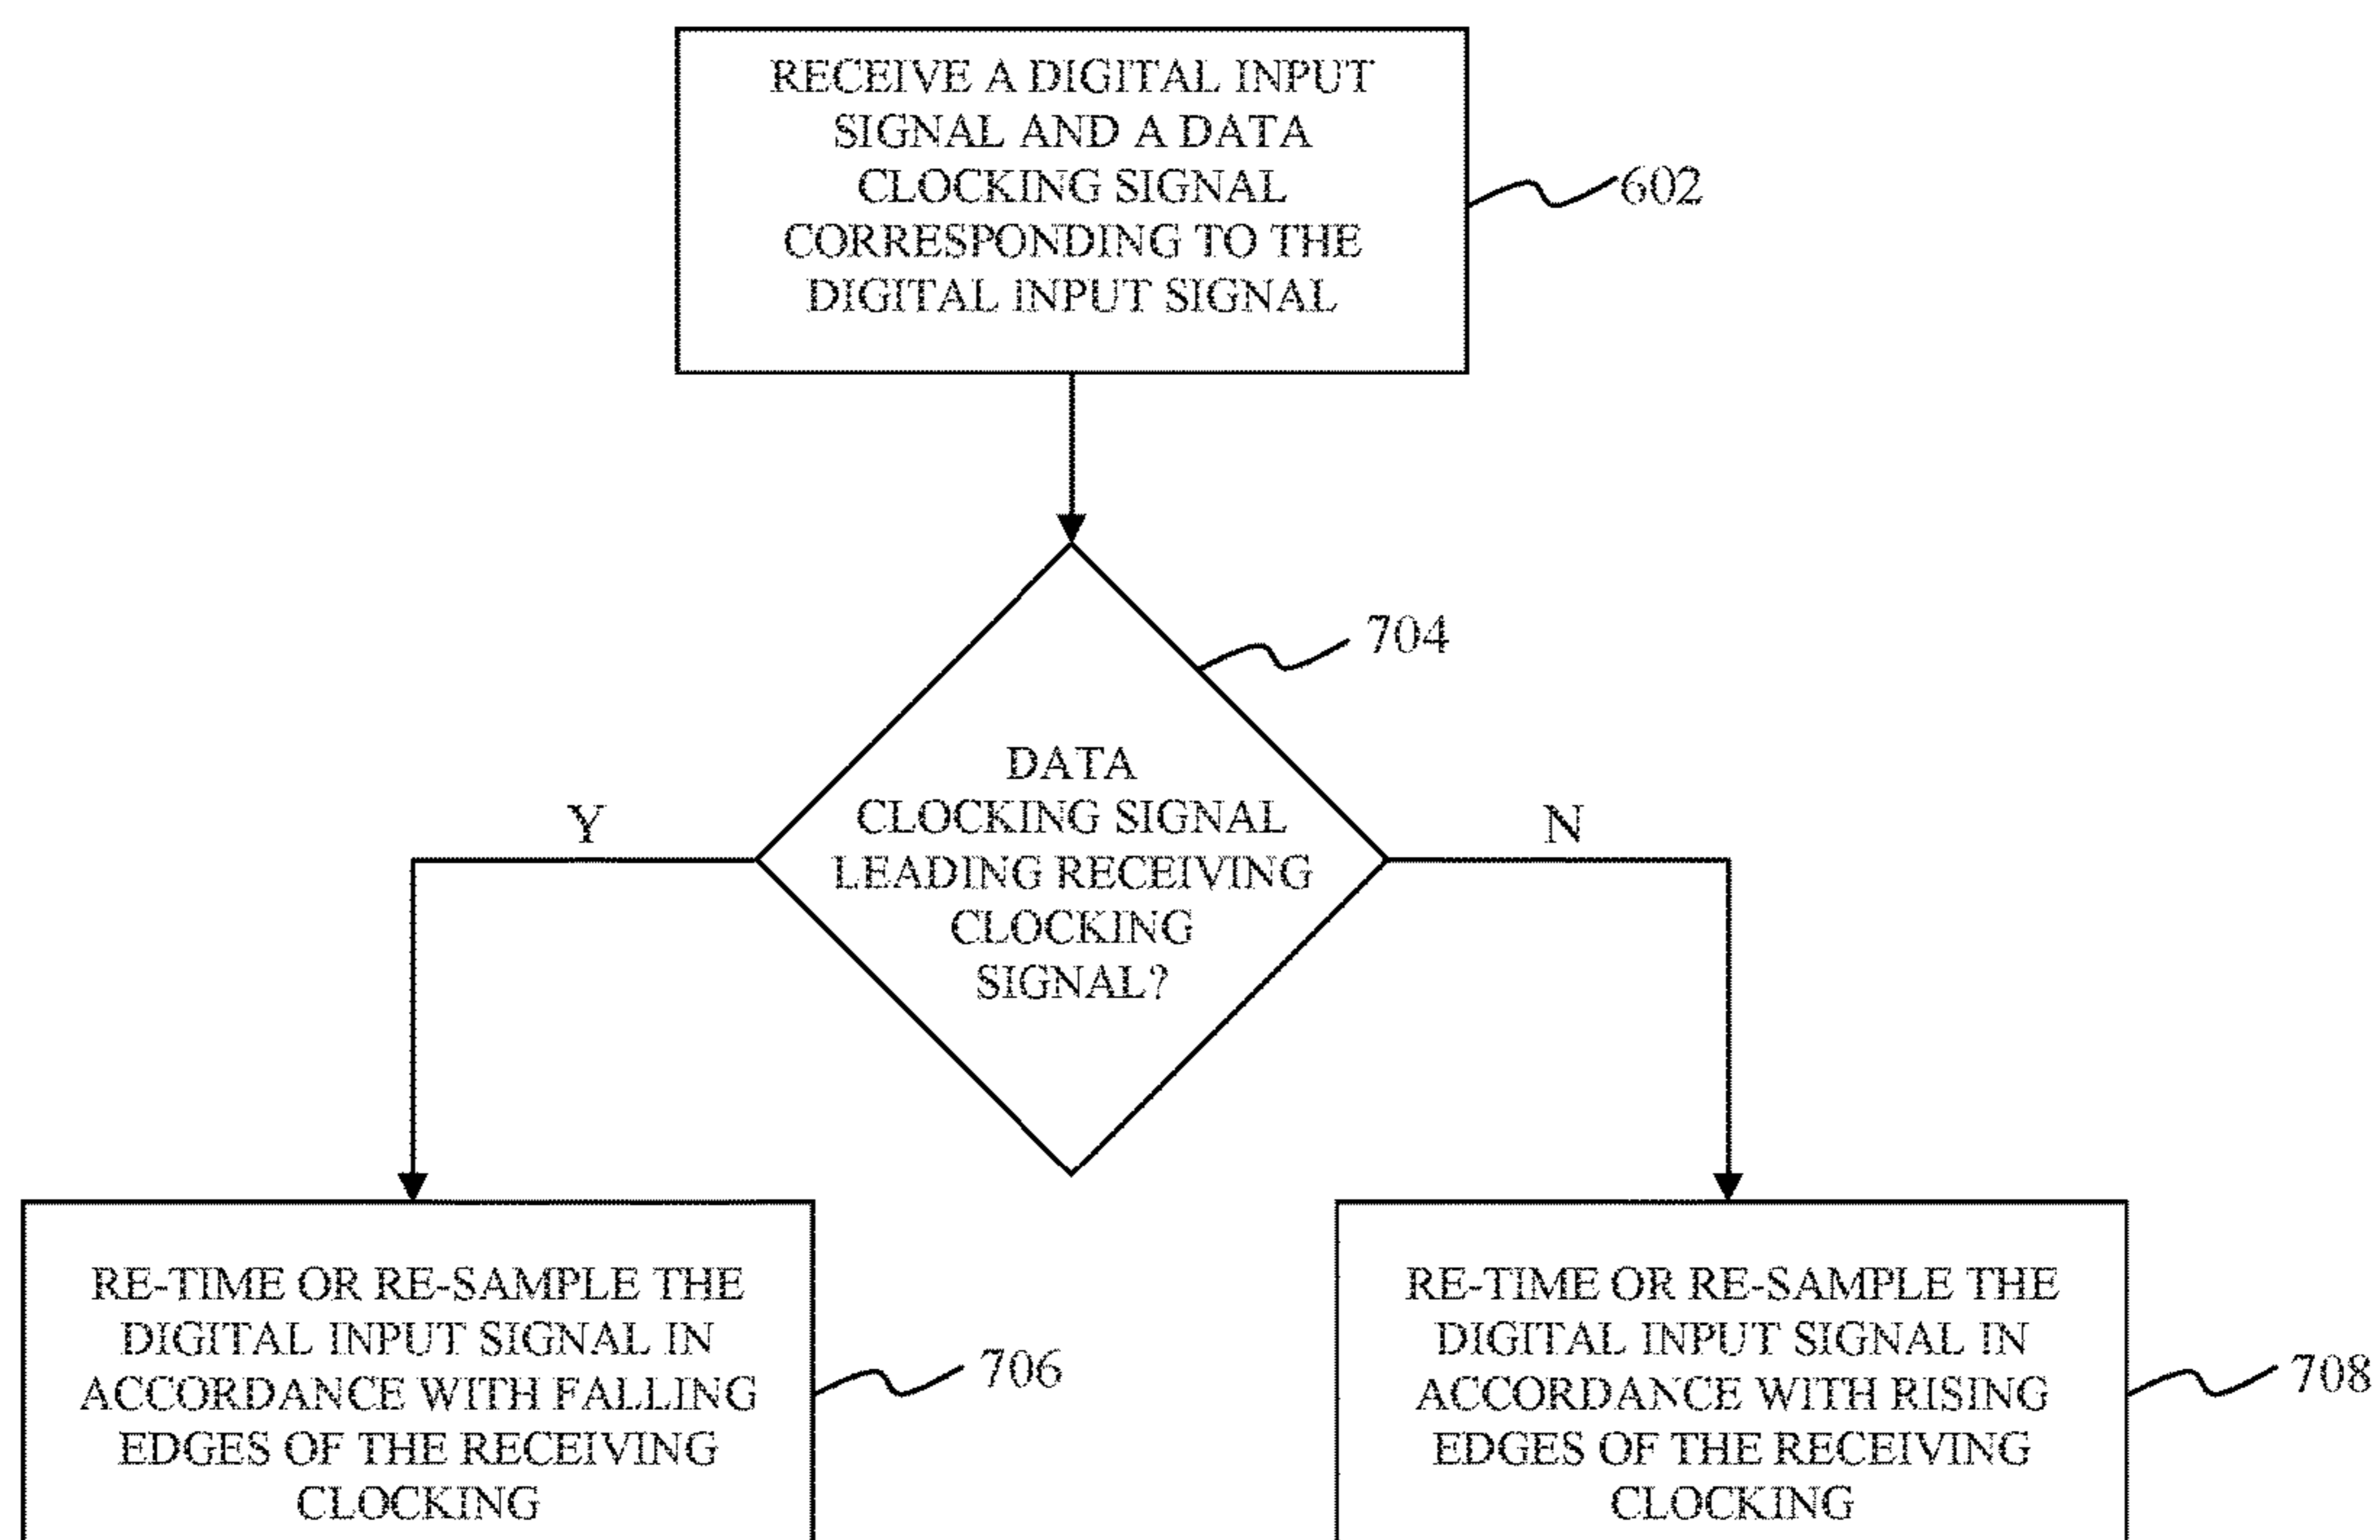 RECEIVE A DIGITAL INPUT
SIGNAL AND A DATA
CLOCKING SIGNAL
CORRESPONDING TO THE
DIGITAL INPUT SIGNAL
602
704
DATA
CLOCKING SIGNAL
LEADING RECEIVING
CLOCKING
SIGNAL?
Y
N
RE-TIME OR RE-SAMPLE THE
DIGITAL INPUT SIGNAL IN
ACCORDANCE WITH FALLING
EDGES OF THE RECEIVING
CLOCKING
706
RE-TIME OR RE-SAMPLE THE
DIGITAL INPUT SIGNAL IN
ACCORDANCE WITH RISING
EDGES OF THE RECEIVING
CLOCKING
708